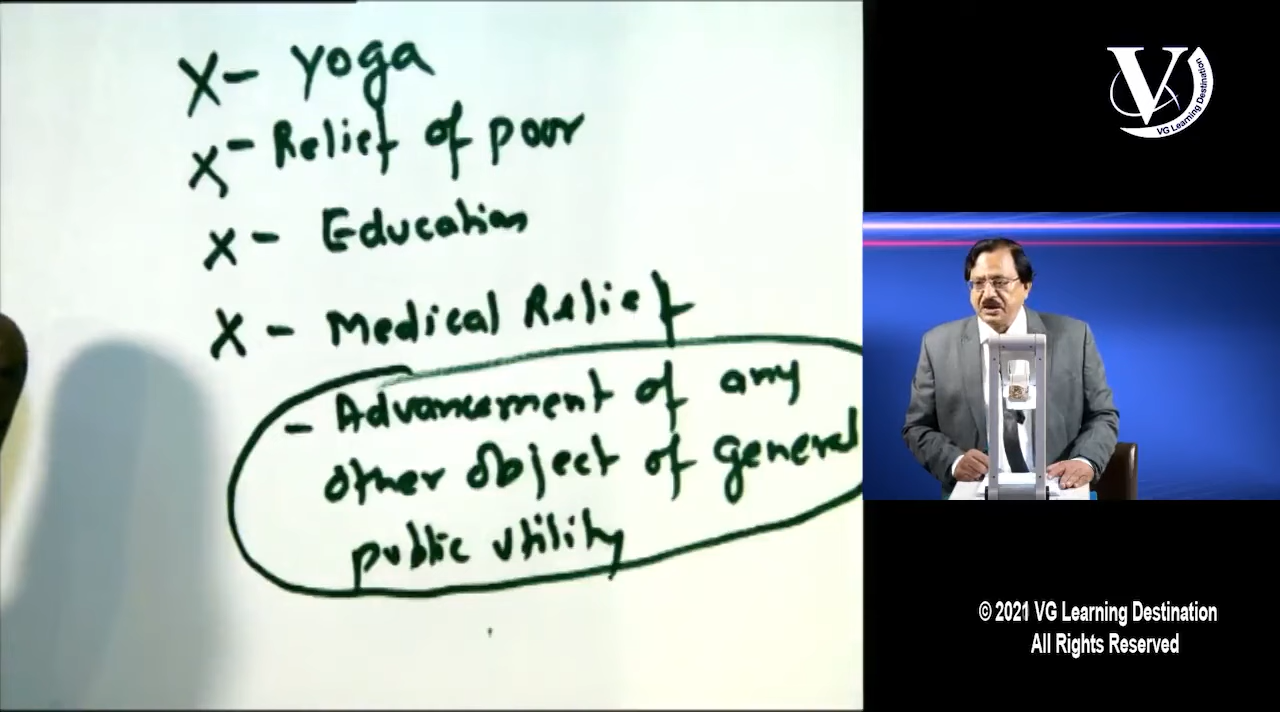 X - Yoga
X - Relief of poor
X - Education
X - Medical Relief
- Advancement of any
other object of general
public utility
V
VG Learning Destination
© 2021 VG Learning Destination
All Rights Reserved